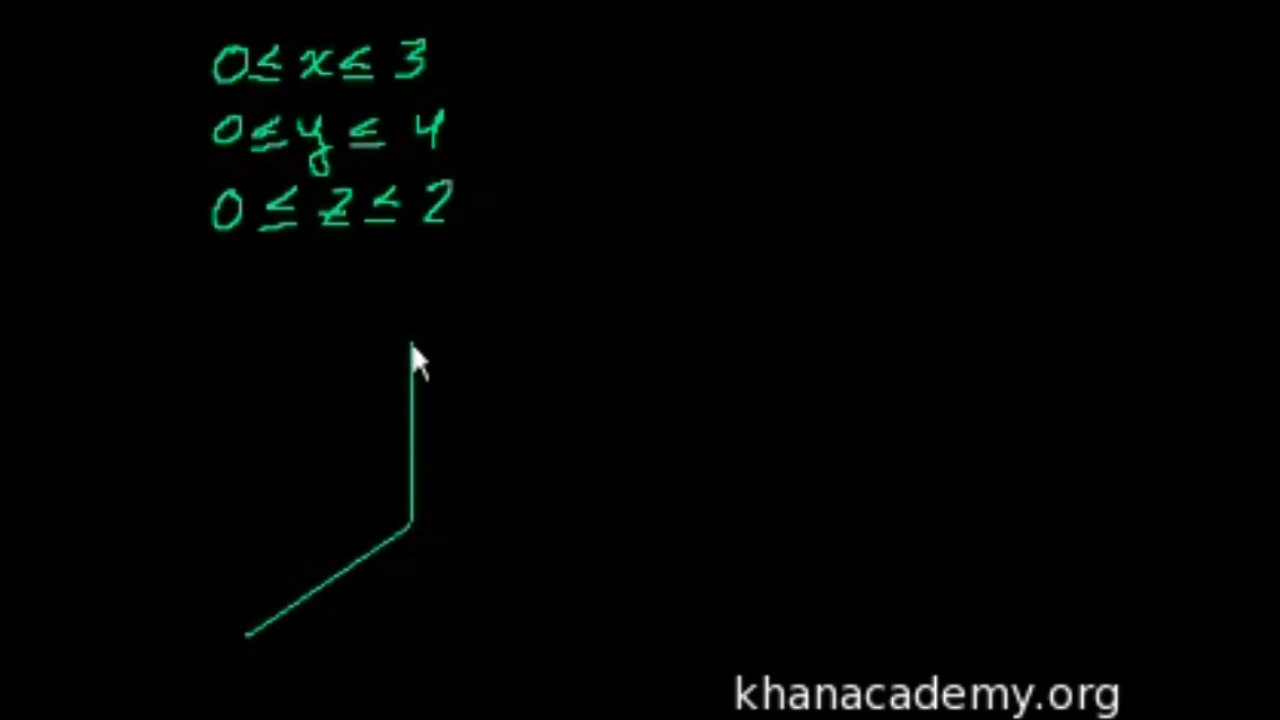 0 ≤ x ≤ 3
0 ≤ y ≤ 4
0 ≤ z ≤ 2
khanacademy.org